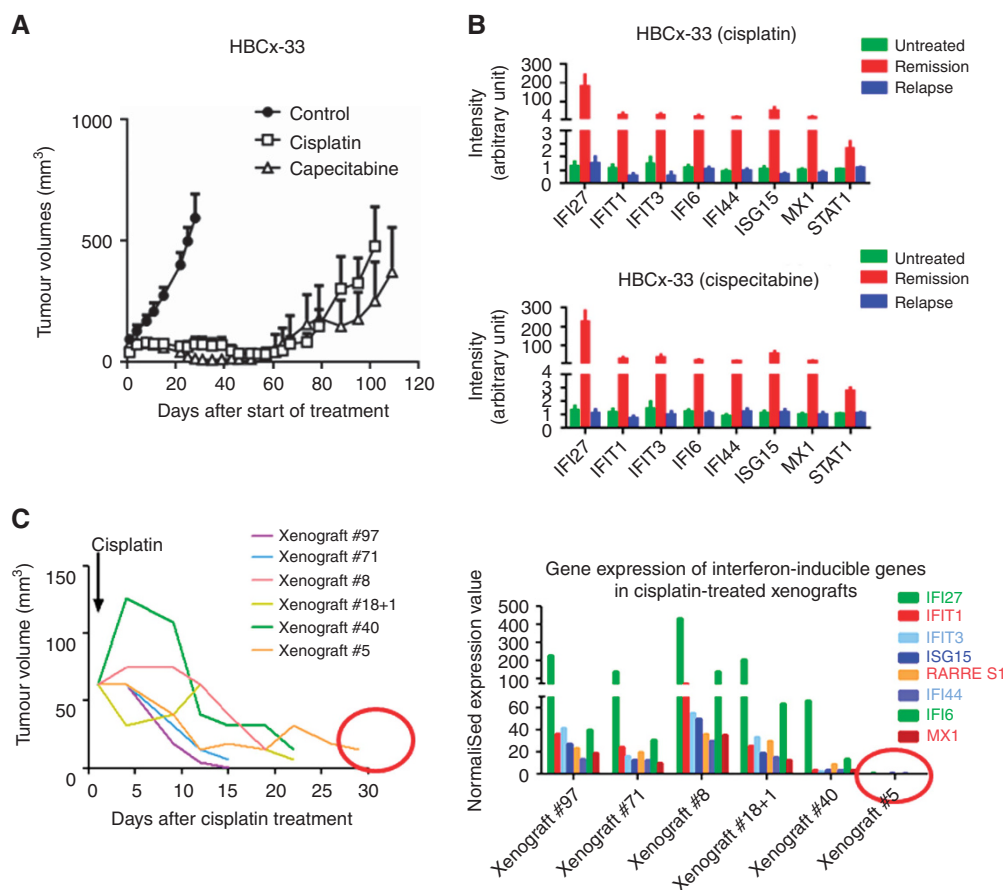 A
HBCx-33
Control
Cisplatin
Capecitabine
Tumour volumes (mm³)
1000
500
0
0 20 40 60 80 100 120
Days after start of treatment
B
HBCx-33 (cisplatin)
Untreated
Remission
Relapse
Intensity
(arbitrary unit)
300
200
100
4
3
2
1
0
IFI27 IFIT1 IFIT3 IFI6 IFI44 ISG15 MX1 STAT1
HBCx-33 (cispecitabine)
Untreated
Remission
Relapse
Intensity
(arbitrary unit)
300
200
100
4
3
2
1
0
IFI27 IFIT1 IFIT3 IFI6 IFI44 ISG15 MX1 STAT1
C
Cisplatin
Xenograft #97
Xenograft #71
Xenograft #8
Xenograft #18+1
Xenograft #40
Xenograft #5
Tumour volume (mm³)
150
100
50
0
0 5 10 15 20 25 30
Days after cisplatin treatment
Gene expression of interferon-inducible genes
in cisplatin-treated xenografts
IFI27
IFIT1
IFIT3
ISG15
RARRE S1
IFI44
IFI6
MX1
NormaliSed expression value
500
400
300
200
100
60
40
20
0
Xenograft #97 Xenograft #71 Xenograft #8 Xenograft #18+1 Xenograft #40 Xenograft #5